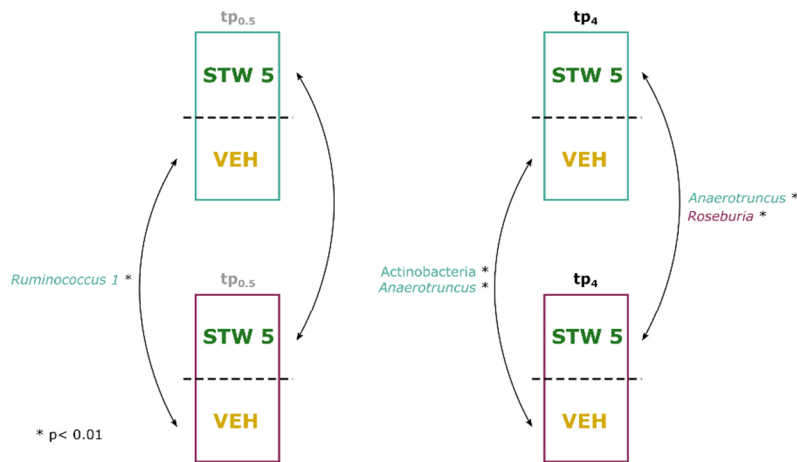 tp0.5
STW 5
VEH
tp4
STW 5
VEH
Ruminococcus 1 *
Actinobacteria *
Anaerotruncus *
Anaerotruncus *
Roseburia *
tp0.5
STW 5
VEH
tp4
STW 5
VEH
* p< 0.01